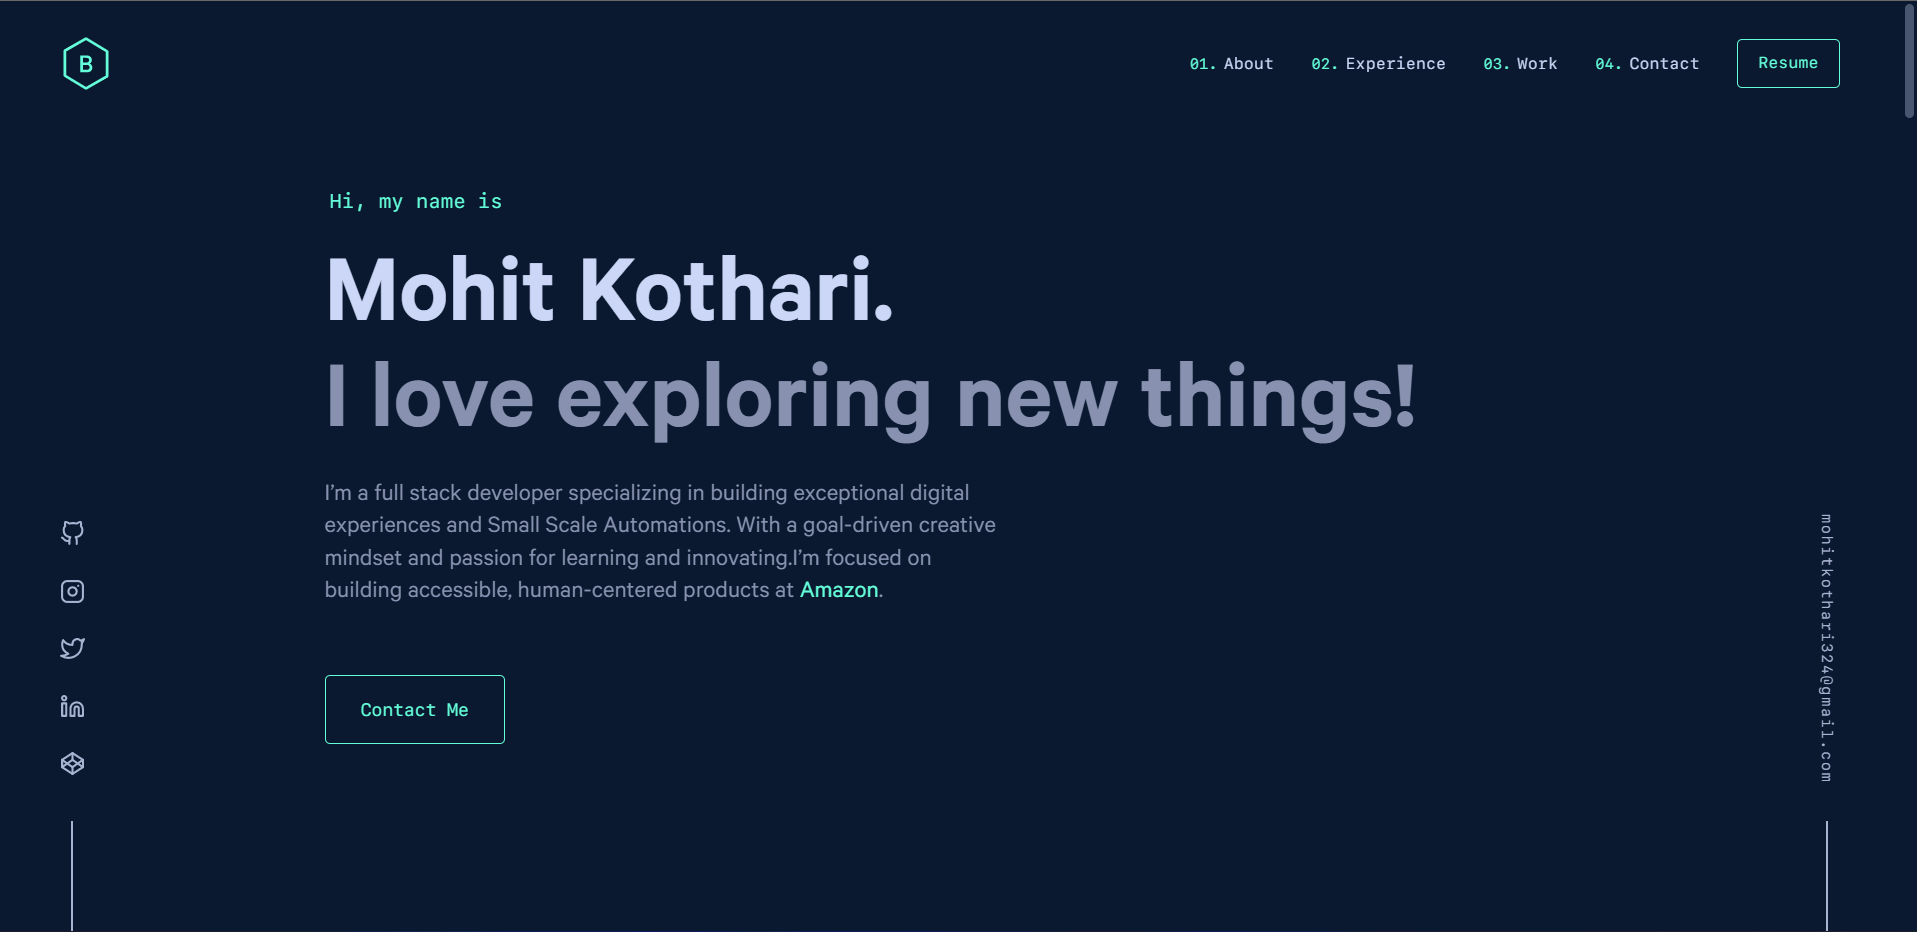 B
01. About 02. Experience 03. Work 04. Contact Resume
Hi, my name is
Mohit Kothari.
I love exploring new things!
I’m a full stack developer specializing in building exceptional digital
experiences and Small Scale Automations. With a goal-driven creative
mindset and passion for learning and innovating.I’m focused on
building accessible, human-centered products at Amazon.
Contact Me
mohitkothari324@gmail.com